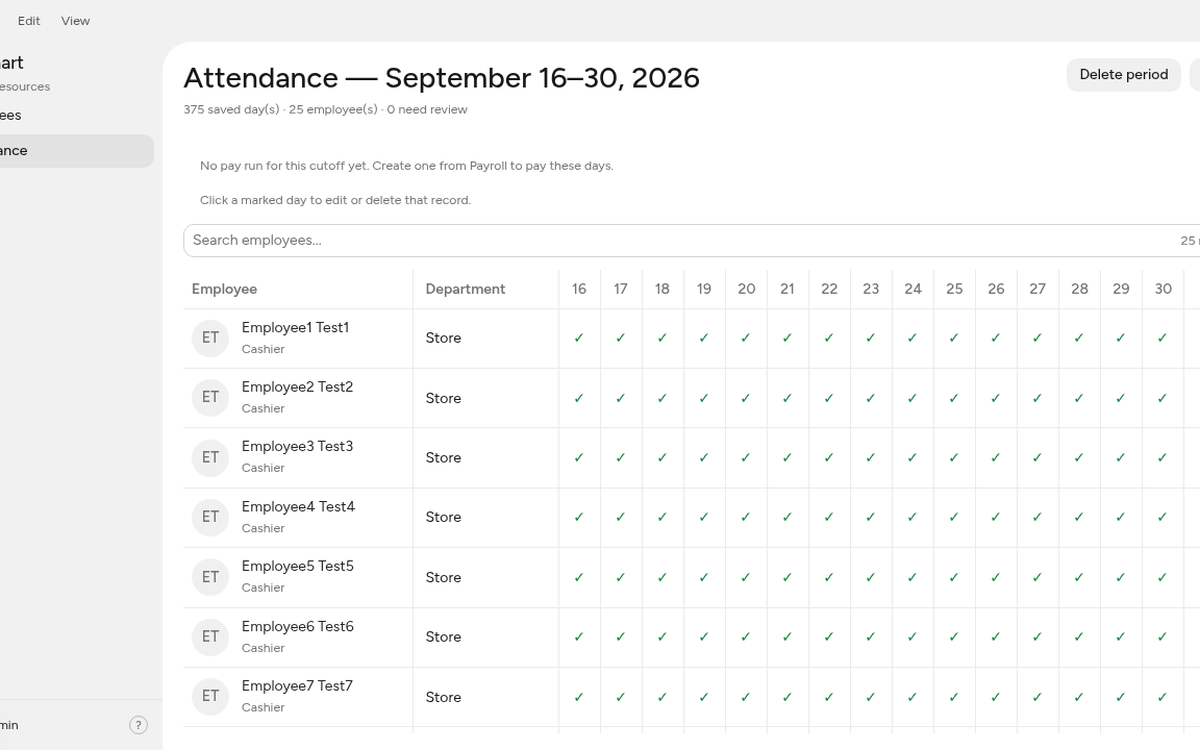 Edit View
art
esources
ees
ance
Attendance — September 16–30, 2026
Delete period
375 saved day(s) · 25 employee(s) · 0 need review
No pay run for this cutoff yet. Create one from Payroll to pay these days.
Click a marked day to edit or delete that record.
Search employees... 25
Employee Department 16 17 18 19 20 21 22 23 24 25 26 27 28 29 30
ET Employee1 Test1 Store ✓ ✓ ✓ ✓ ✓ ✓ ✓ ✓ ✓ ✓ ✓ ✓ ✓ ✓ ✓
Cashier
ET Employee2 Test2 Store ✓ ✓ ✓ ✓ ✓ ✓ ✓ ✓ ✓ ✓ ✓ ✓ ✓ ✓ ✓
Cashier
ET Employee3 Test3 Store ✓ ✓ ✓ ✓ ✓ ✓ ✓ ✓ ✓ ✓ ✓ ✓ ✓ ✓ ✓
Cashier
ET Employee4 Test4 Store ✓ ✓ ✓ ✓ ✓ ✓ ✓ ✓ ✓ ✓ ✓ ✓ ✓ ✓ ✓
Cashier
ET Employee5 Test5 Store ✓ ✓ ✓ ✓ ✓ ✓ ✓ ✓ ✓ ✓ ✓ ✓ ✓ ✓ ✓
Cashier
ET Employee6 Test6 Store ✓ ✓ ✓ ✓ ✓ ✓ ✓ ✓ ✓ ✓ ✓ ✓ ✓ ✓ ✓
Cashier
ET Employee7 Test7 Store ✓ ✓ ✓ ✓ ✓ ✓ ✓ ✓ ✓ ✓ ✓ ✓ ✓ ✓ ✓
Cashier
min ?